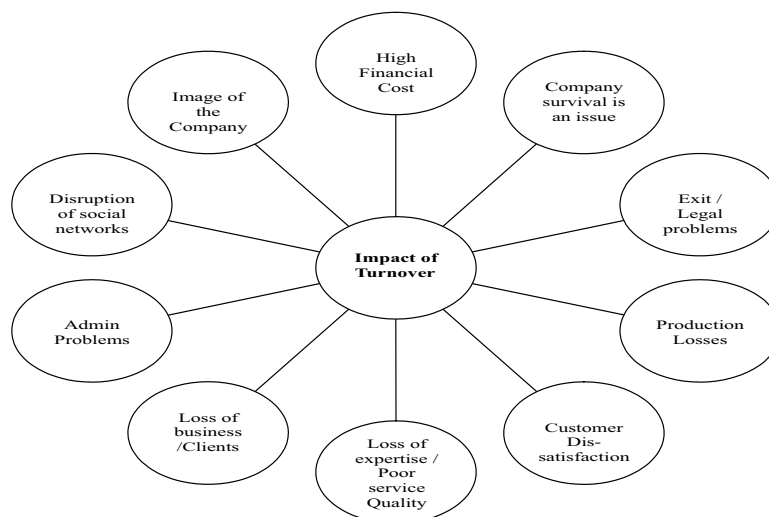 High
Financial
Cost
Company
survival is
an issue
Exit /
Legal
problems
Production
Losses
Customer
Dis-
satisfaction
Loss of
expertise /
Poor
service
Quality
Loss of
business
/Clients
Admin
Problems
Disruption
of social
networks
Image of
the
Company
Impact of
Turnover